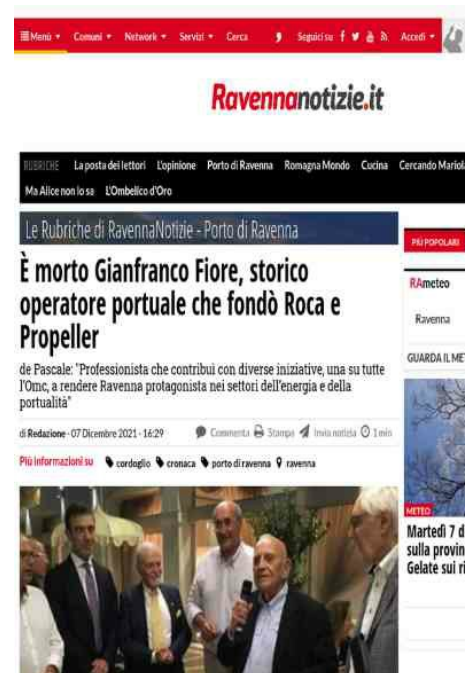 Menù Comuni Network Servizi Cerca Seguici su Accedi
Ravennanotizie.it
RUBRICHE La posta dei lettori L'opinione Porto di Ravenna Romagna Mondo Cucina Cercando Mariola
Ma Alice non lo sa L'Ombelico d'Oro
Le Rubriche di RavennaNotizie - Porto di Ravenna
È morto Gianfranco Fiore, storico
operatore portuale che fondò Roca e
Propeller
de Pascale: "Professionista che contribuì con diverse iniziative, una su tutte
l'Omc, a rendere Ravenna protagonista nei settori dell'energia e della
portualità"
di Redazione - 07 Dicembre 2021 - 16:29 Commenta Stampa Invia notizia 1 min
Più informazioni su cordoglio cronaca porto di ravenna ravenna
PIÙ POPOLARI
RAmeteo
Ravenna
GUARDA IL MET
METEO
Martedì 7 d
sulla provin
Gelate sui ri